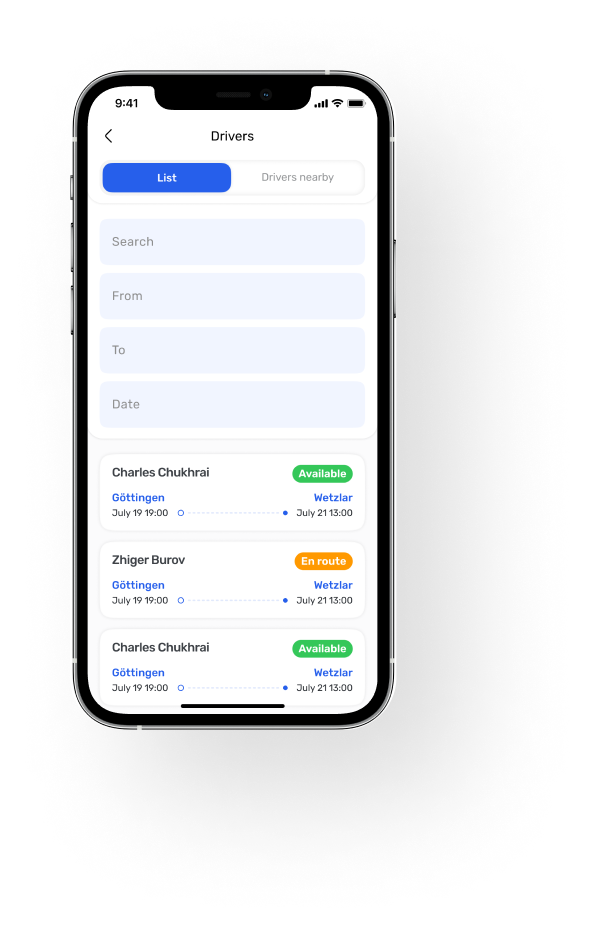 9:41
Drivers
List Drivers nearby
Search
From
To
Date
Charles Chukhrai Available
Göttingen Wetzlar
July 19 19:00 July 21 13:00
Zhiger Burov En route
Göttingen Wetzlar
July 19 19:00 July 21 13:00
Charles Chukhrai Available
Göttingen Wetzlar
July 19 19:00 July 21 13:00